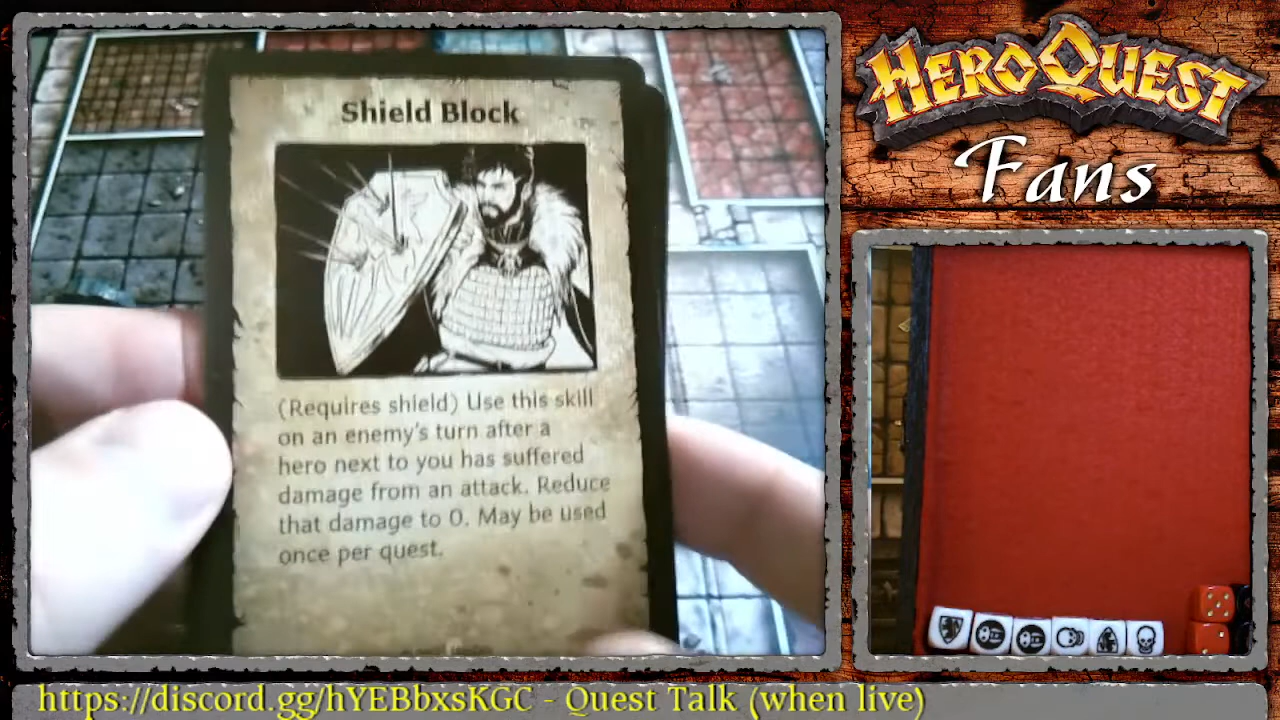 Shield Block
(Requires shield) Use this skill
on an enemy's turn after a
hero next to you has suffered
damage from an attack. Reduce
that damage to 0. May be used
once per quest.
HEROQUEST
Fans
https://discord.gg/hYEBbxsKGC - Quest Talk (when live)